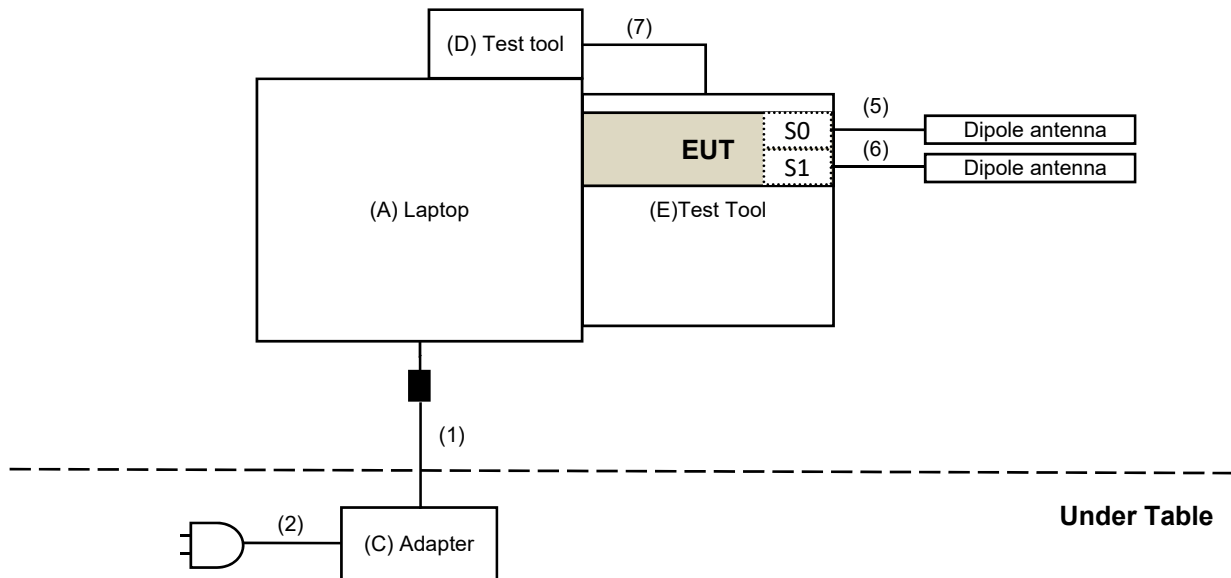 (D) Test tool
(7)
(5)
S0
Dipole antenna
EUT
(6)
S1
Dipole antenna
(A) Laptop
(E)Test Tool
(1)
Under Table
(2)
(C) Adapter